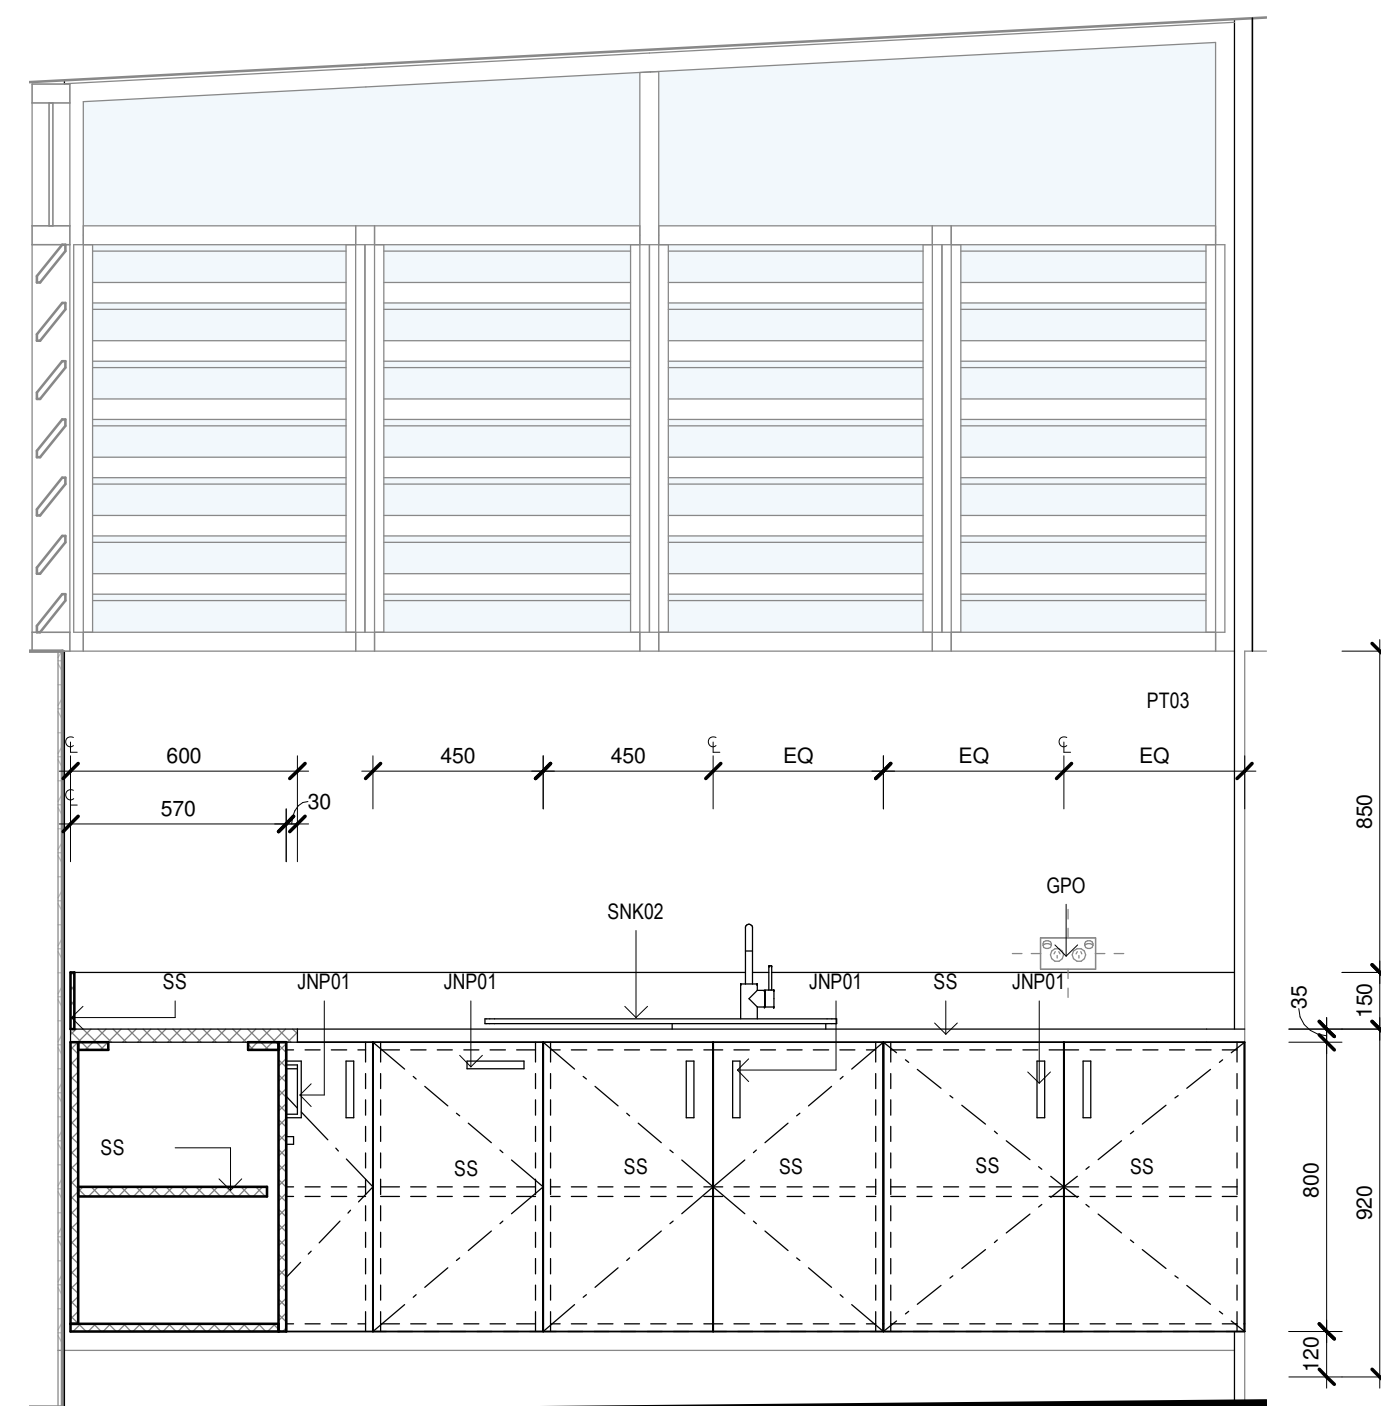 PT03
℄ 600 450 450 ℄ EQ EQ ℄ EQ
℄ 570 30
850
GPO
SNK02
SS JNP01 JNP01 JNP01 SS JNP01
35
150
SS
SS SS SS SS SS
800
920
120